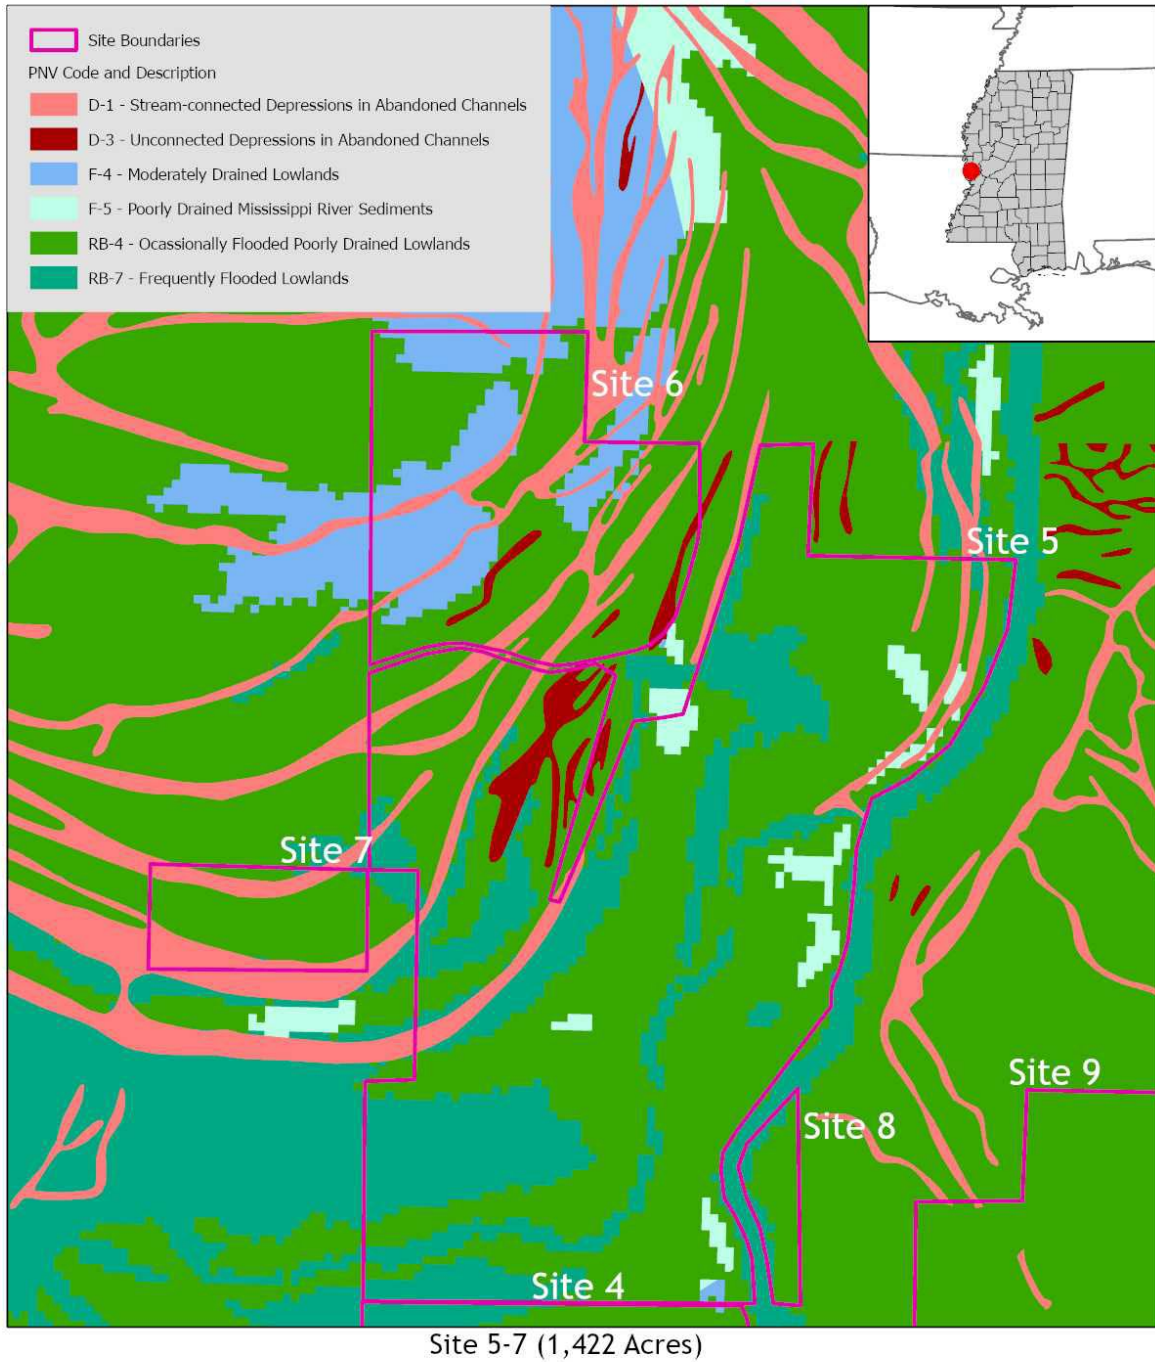 Site Boundaries
PNV Code and Description
D-1 - Stream-connected Depressions in Abandoned Channels
D-3 - Unconnected Depressions in Abandoned Channels
F-4 - Moderately Drained Lowlands
F-5 - Poorly Drained Mississippi River Sediments
RB-4 - Ocassionally Flooded Poorly Drained Lowlands
RB-7 - Frequently Flooded Lowlands
Site 6
Site 5
Site 7
Site 9
Site 8
Site 4
Site 5-7 (1,422 Acres)